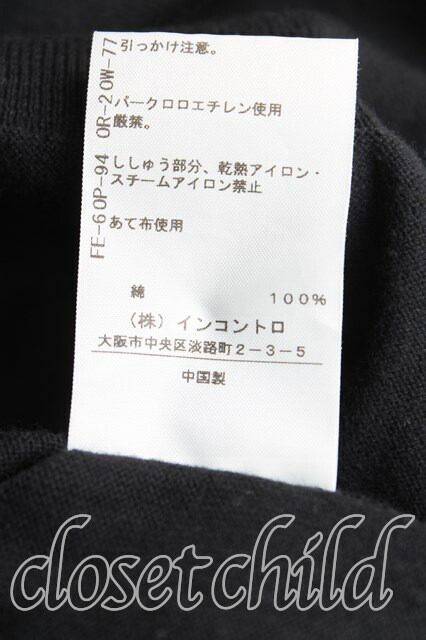 引っかけ注意。
パークロロエチレン使用
厳禁。
ししゅう部分、乾熱アイロン・
スチームアイロン禁止
あて布使用
綿 100%
(株)インコントロ
大阪市中央区淡路町2-3-5
中国製
FE-60P-94 OR-20W-77
closetchild